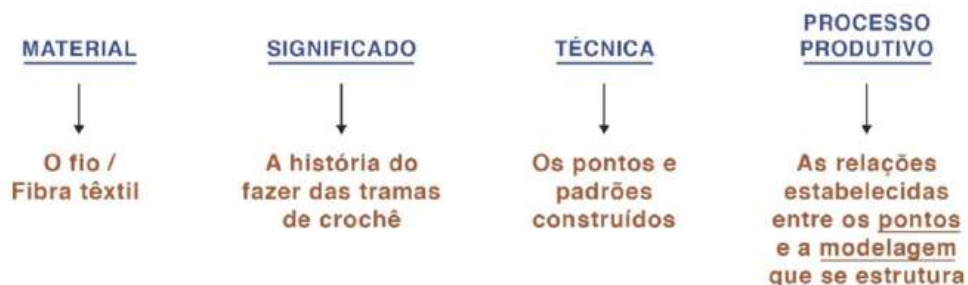 MATERIAL
O fio /
Fibra têxtil
SIGNIFICADO
A história do
fazer das tramas
de crochê
TÉCNICA
Os pontos e
padrões
construídos
PROCESSO
PRODUTIVO
As relações
estabelecidas
entre os pontos
e a modelagem
que se estrutura